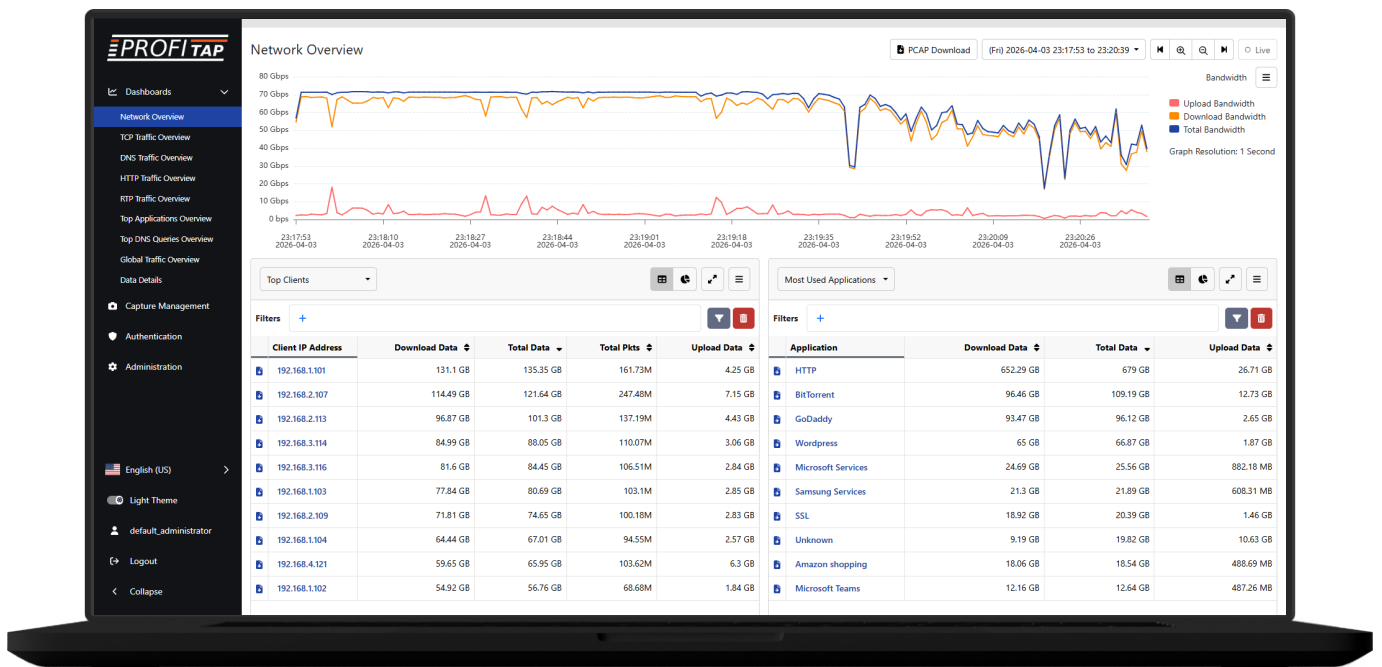 PROFITAP
Dashboards
Network Overview
TCP Traffic Overview
DNS Traffic Overview
HTTP Traffic Overview
RTP Traffic Overview
Top Applications Overview
Top DNS Queries Overview
Global Traffic Overview
Data Details
Capture Management
Authentication
Administration
English (US)
Light Theme
default_administrator
Logout
Collapse
Network Overview
PCAP Download (Fri) 2026-04-03 23:17:53 to 23:20:39 Live
Bandwidth
80 Gbps
70 Gbps
60 Gbps
50 Gbps
40 Gbps
30 Gbps
20 Gbps
10 Gbps
0 bps
23:17:53 23:18:10 23:18:27 23:18:44 23:19:01 23:19:18 23:19:35 23:19:52 23:20:09 23:20:26
2026-04-03 2026-04-03 2026-04-03 2026-04-03 2026-04-03 2026-04-03 2026-04-03 2026-04-03 2026-04-03 2026-04-03
Upload Bandwidth
Download Bandwidth
Total Bandwidth
Graph Resolution: 1 Second
Top Clients
Filters +
Client IP Address Download Data Total Data Total Pkts Upload Data
192.168.1.101 131.1 GB 135.35 GB 161.73M 4.25 GB
192.168.2.107 114.49 GB 121.64 GB 247.48M 7.15 GB
192.168.2.113 96.87 GB 101.3 GB 137.19M 4.43 GB
192.168.3.114 84.99 GB 88.05 GB 110.07M 3.06 GB
192.168.3.116 81.6 GB 84.45 GB 106.51M 2.84 GB
192.168.1.103 77.84 GB 80.69 GB 103.1M 2.85 GB
192.168.2.109 71.81 GB 74.65 GB 100.18M 2.83 GB
192.168.1.104 64.44 GB 67.01 GB 94.55M 2.57 GB
192.168.4.121 59.65 GB 65.95 GB 103.62M 6.3 GB
192.168.1.102 54.92 GB 56.76 GB 68.68M 1.84 GB
Most Used Applications
Filters +
Application Download Data Total Data Upload Data
HTTP 652.29 GB 679 GB 26.71 GB
BitTorrent 96.46 GB 109.19 GB 12.73 GB
GoDaddy 93.47 GB 96.12 GB 2.65 GB
Wordpress 65 GB 66.87 GB 1.87 GB
Microsoft Services 24.69 GB 25.56 GB 882.18 MB
Samsung Services 21.3 GB 21.89 GB 608.31 MB
SSL 18.92 GB 20.39 GB 1.46 GB
Unknown 9.19 GB 19.82 GB 10.63 GB
Amazon shopping 18.06 GB 18.54 GB 488.69 MB
Microsoft Teams 12.16 GB 12.64 GB 487.26 MB